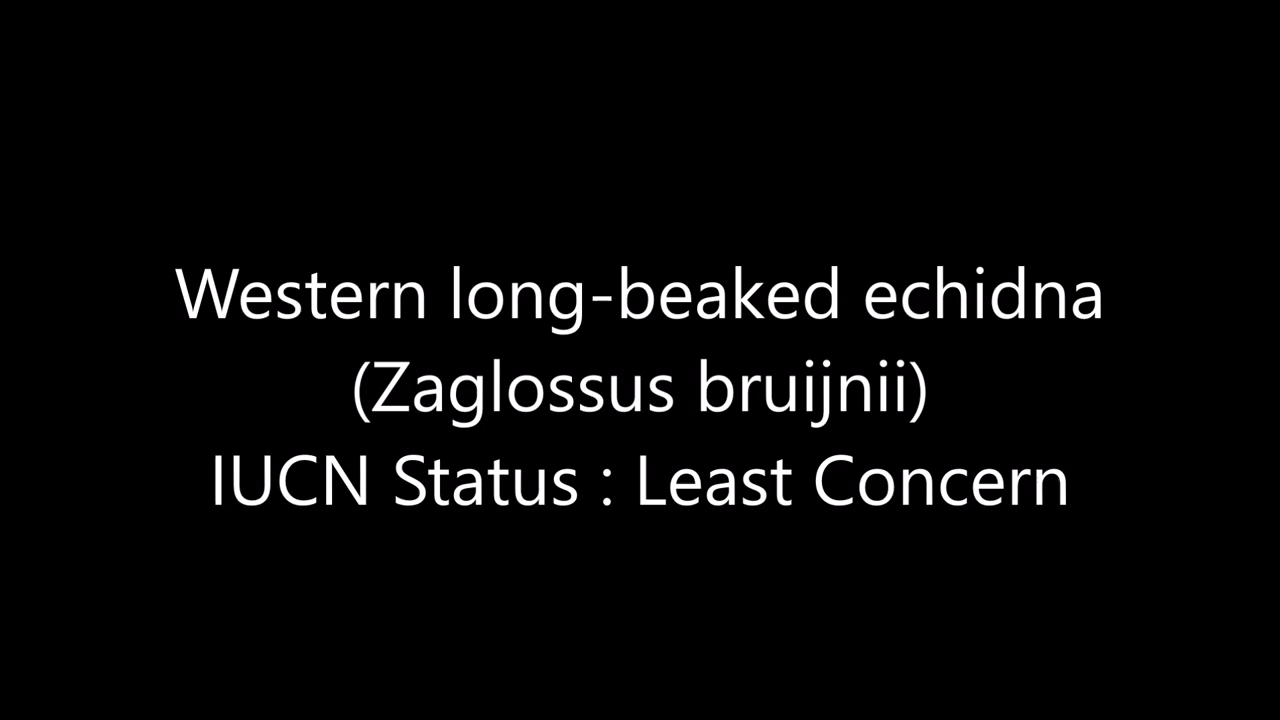 Western long-beaked echidna
(Zaglossus bruijnii)
IUCN Status : Least Concern